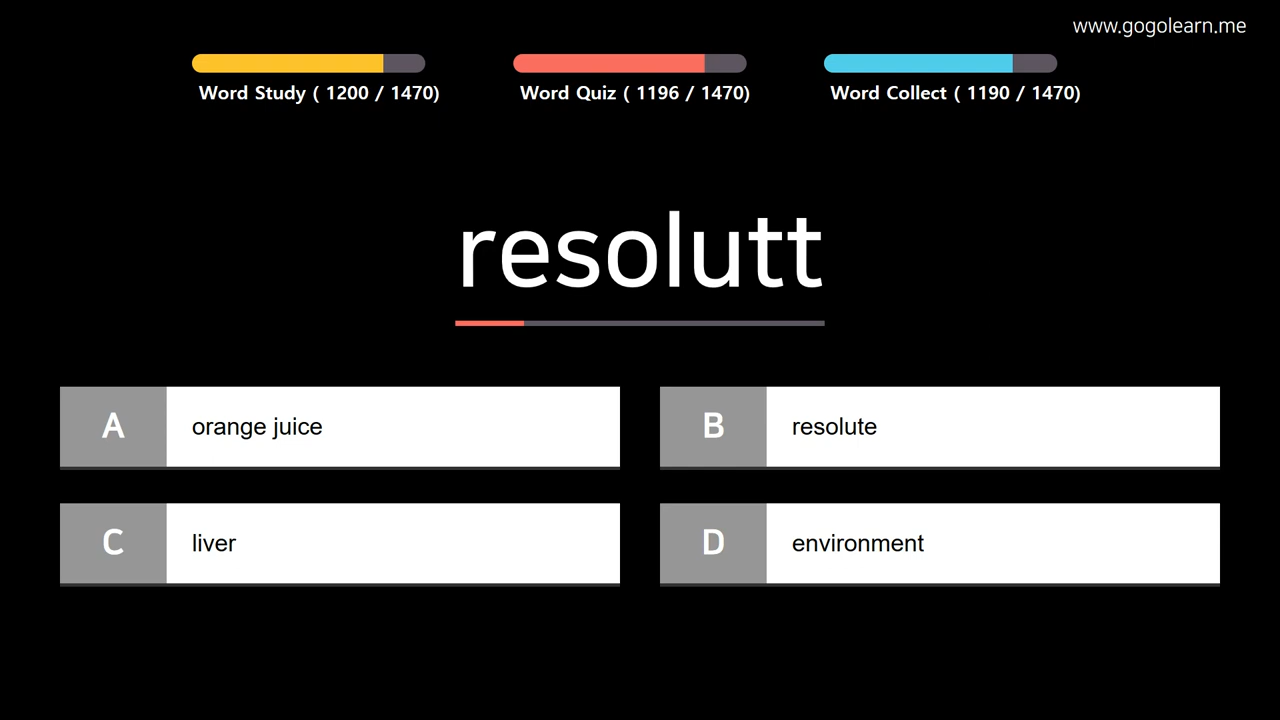 www.gogolearn.me
Word Study ( 1200 / 1470)
Word Quiz ( 1196 / 1470)
Word Collect ( 1190 / 1470)
resolutt
A orange juice
B resolute
C liver
D environment